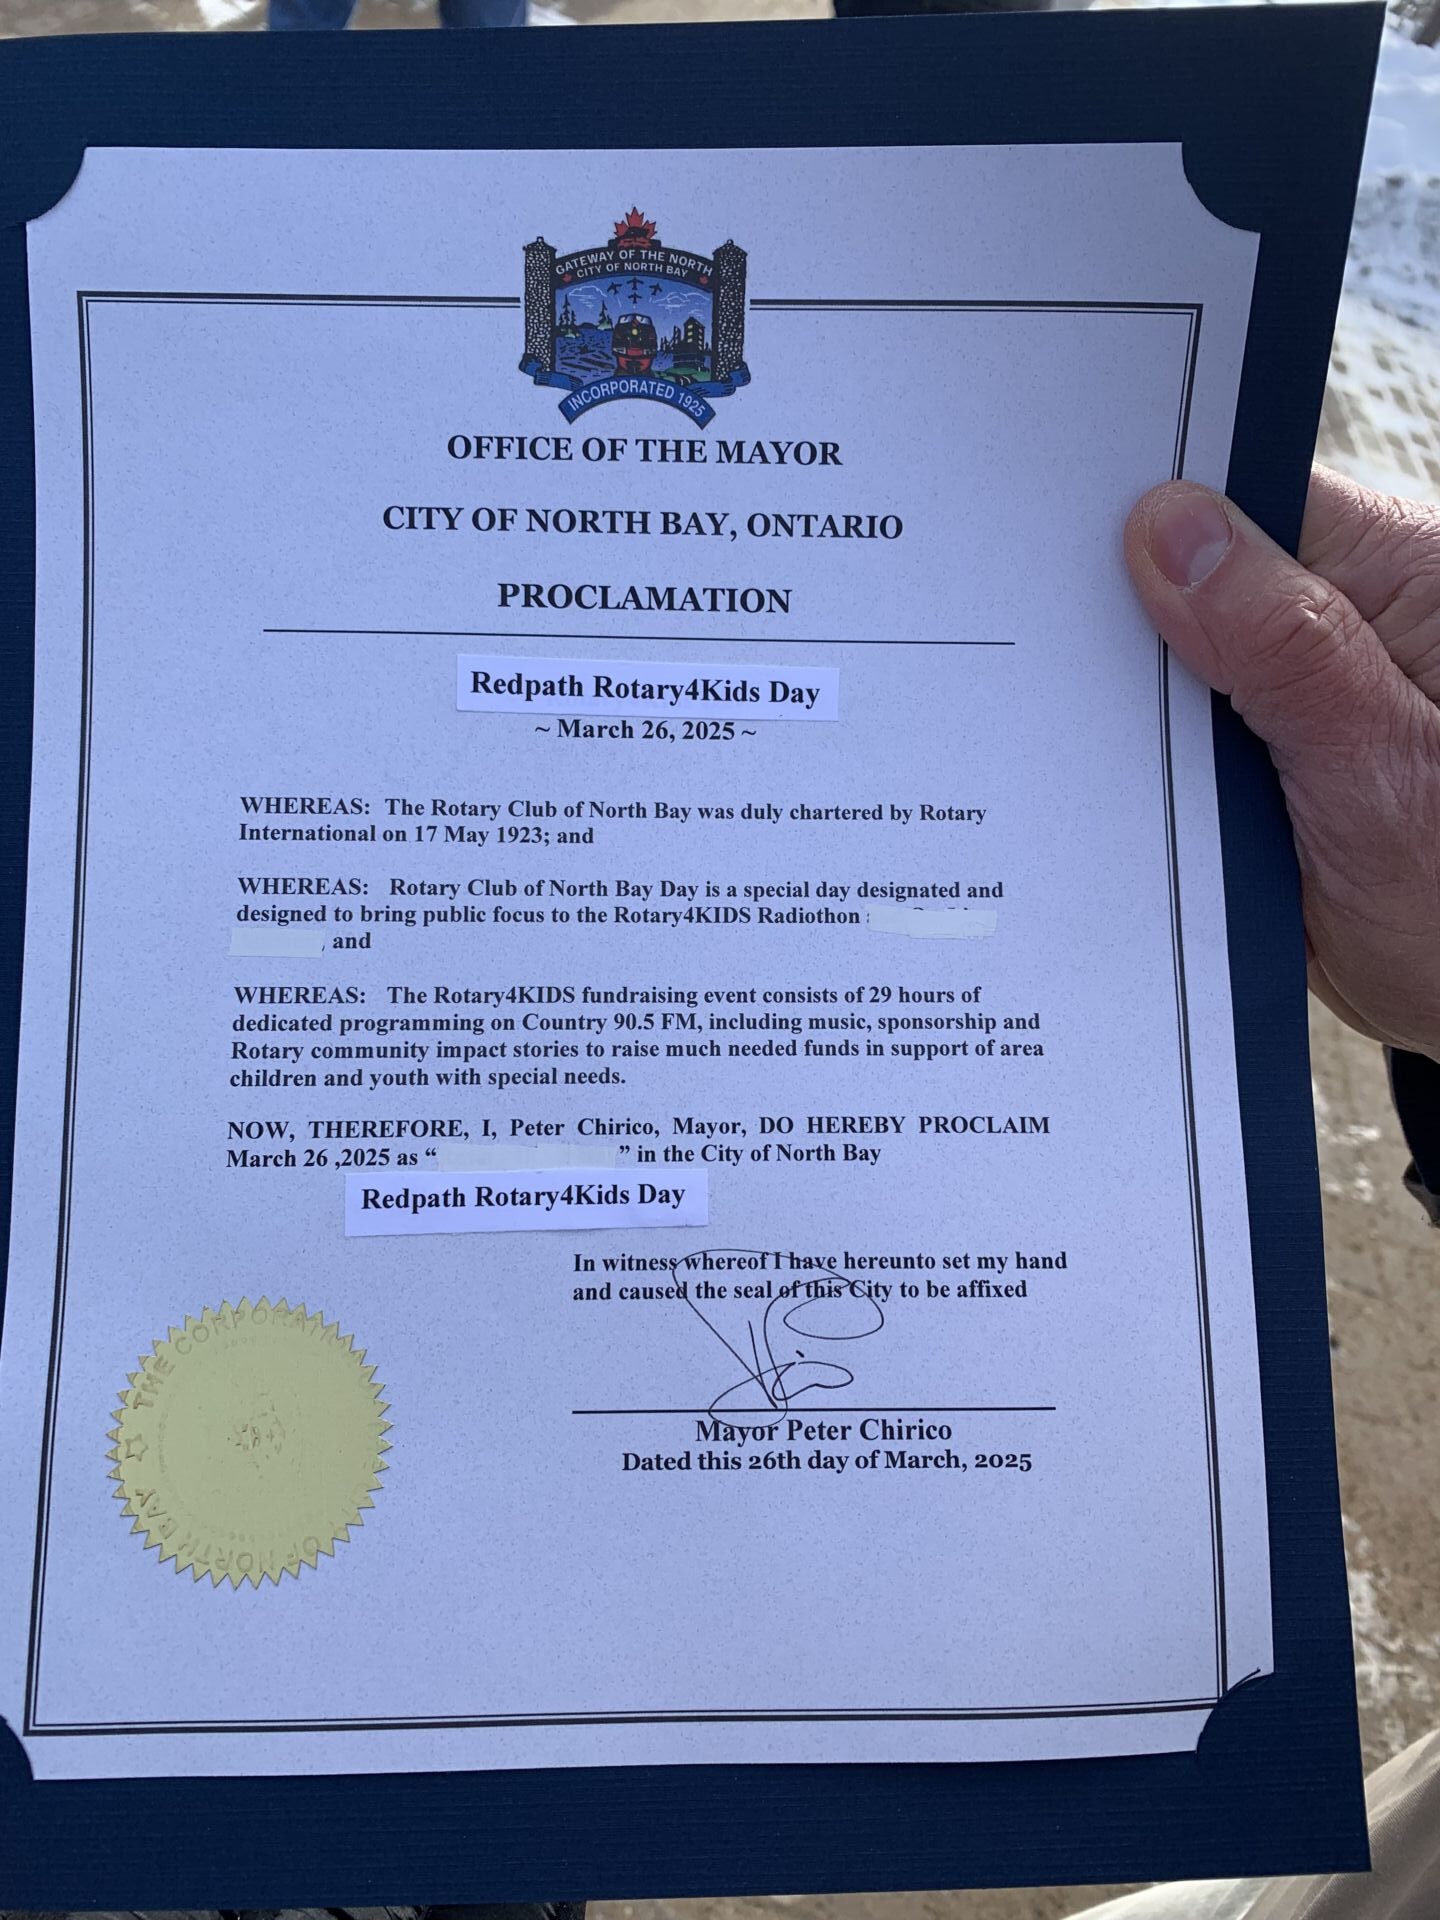 GATEWAY OF THE NORTH
CITY OF NORTH BAY
INCORPORATED 1925
OFFICE OF THE MAYOR
CITY OF NORTH BAY, ONTARIO
PROCLAMATION
Redpath Rotary4Kids Day
~ March 26, 2025 ~
WHEREAS: The Rotary Club of North Bay was duly chartered by Rotary
International on 17 May 1923; and
WHEREAS: Rotary Club of North Bay Day is a special day designated and
designed to bring public focus to the Rotary4KIDS Radiothon
, and
WHEREAS: The Rotary4KIDS fundraising event consists of 29 hours of
dedicated programming on Country 90.5 FM, including music, sponsorship and
Rotary community impact stories to raise much needed funds in support of area
children and youth with special needs.
NOW, THEREFORE, I, Peter Chirico, Mayor, DO HEREBY PROCLAIM
March 26 ,2025 as “ ” in the City of North Bay
Redpath Rotary4Kids Day
In witness whereof I have hereunto set my hand
and caused the seal of this City to be affixed
Mayor Peter Chirico
Dated this 26th day of March, 2025
THE CORPORATION
OF NORTH BAY